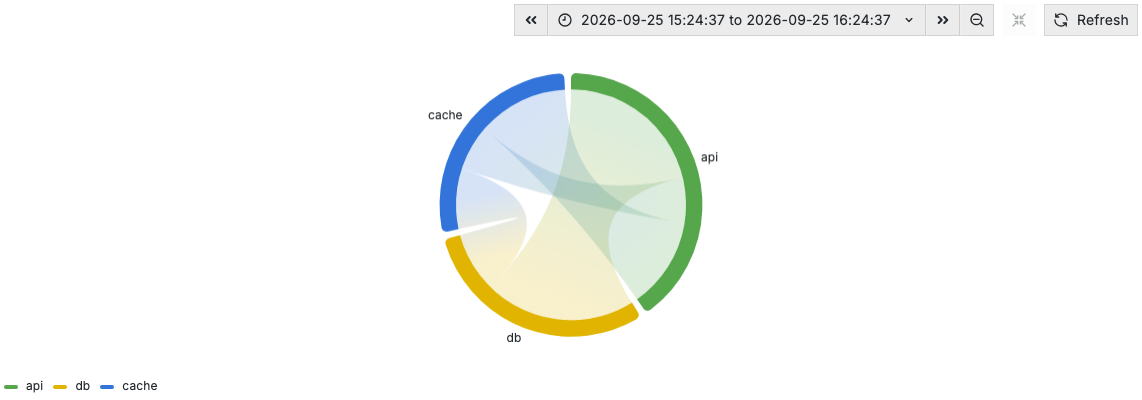 2026-09-25 15:24:37 to 2026-09-25 16:24:37 Refresh
cache
api
db
api db cache